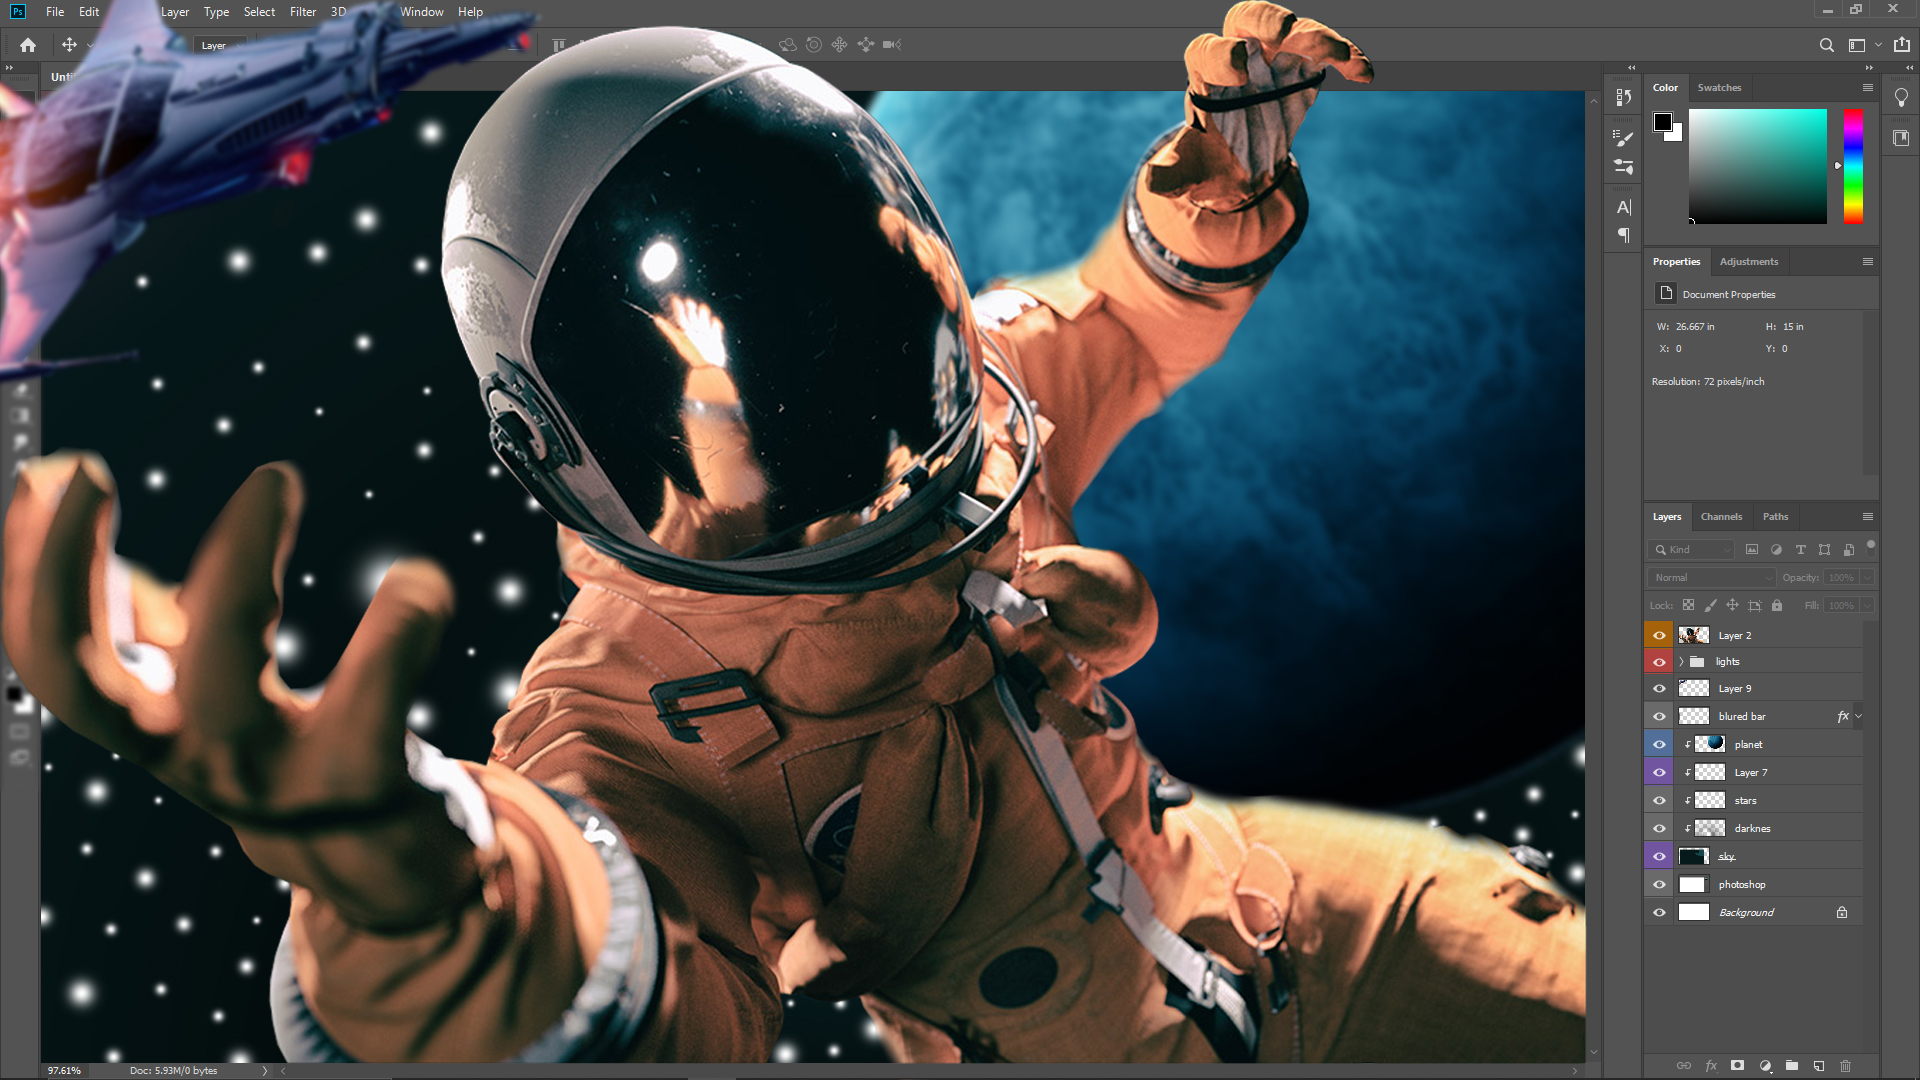 Ps File Edit Layer Type Select Filter 3D Window Help
Layer
Color Swatches
Properties Adjustments
Document Properties
W: 26.667 in H: 15 in
X: 0 Y: 0
Resolution: 72 pixels/inch
Layers Channels Paths
Kind
Normal Opacity: 100%
Lock: Fill: 100%
Layer 2
lights
Layer 9
blured bar fx
planet
Layer 7
stars
darknes
sky
photoshop
Background
97.61% Doc: 5.93M/0 bytes
fx